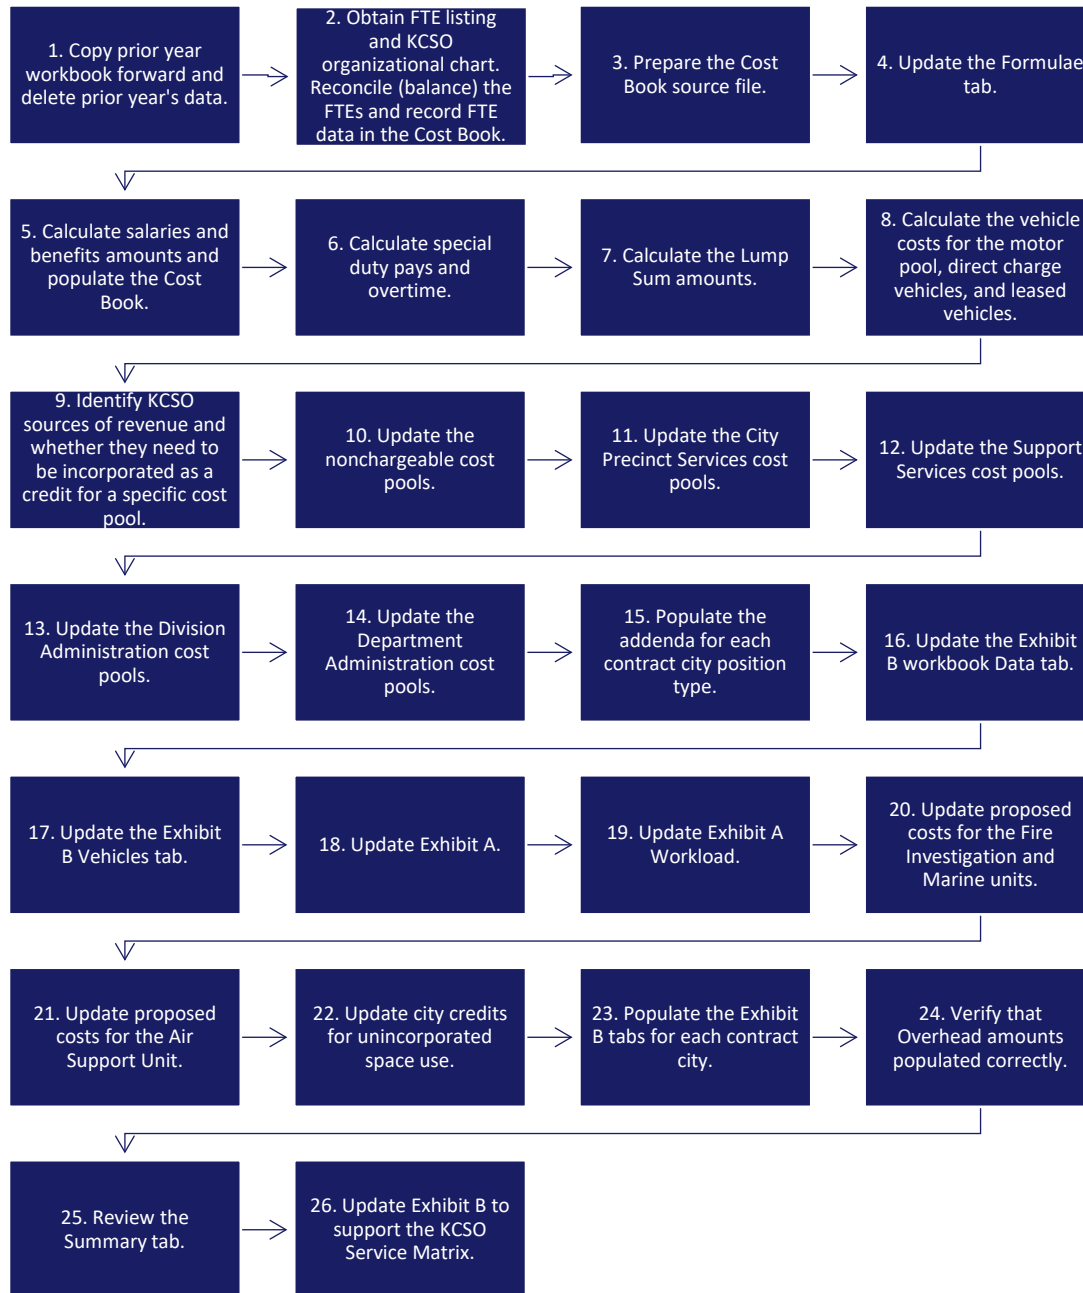 1. Copy prior year
workbook forward and
delete prior year's data.
2. Obtain FTE listing
and KCSO
organizational chart.
Reconcile (balance) the
FTEs and record FTE
data in the Cost Book.
3. Prepare the Cost
Book source file.
4. Update the Formulae
tab.
5. Calculate salaries and
benefits amounts and
populate the Cost
Book.
6. Calculate special
duty pays and
overtime.
7. Calculate the Lump
Sum amounts.
8. Calculate the vehicle
costs for the motor
pool, direct charge
vehicles, and leased
vehicles.
9. Identify KCSO
sources of revenue and
whether they need to
be incorporated as a
credit for a specific cost
pool.
10. Update the
nonchargeable cost
pools.
11. Update the City
Precinct Services cost
pools.
12. Update the Support
Services cost pools.
13. Update the Division
Administration cost
pools.
14. Update the
Department
Administration cost
pools.
15. Populate the
addenda for each
contract city position
type.
16. Update the Exhibit
B workbook Data tab.
17. Update the Exhibit
B Vehicles tab.
18. Update Exhibit A.
19. Update Exhibit A
Workload.
20. Update proposed
costs for the Fire
Investigation and
Marine units.
21. Update proposed
costs for the Air
Support Unit.
22. Update city credits
for unincorporated
space use.
23. Populate the Exhibit
B tabs for each contract
city.
24. Verify that
Overhead amounts
populated correctly.
25. Review the
Summary tab.
26. Update Exhibit B to
support the KCSO
Service Matrix.